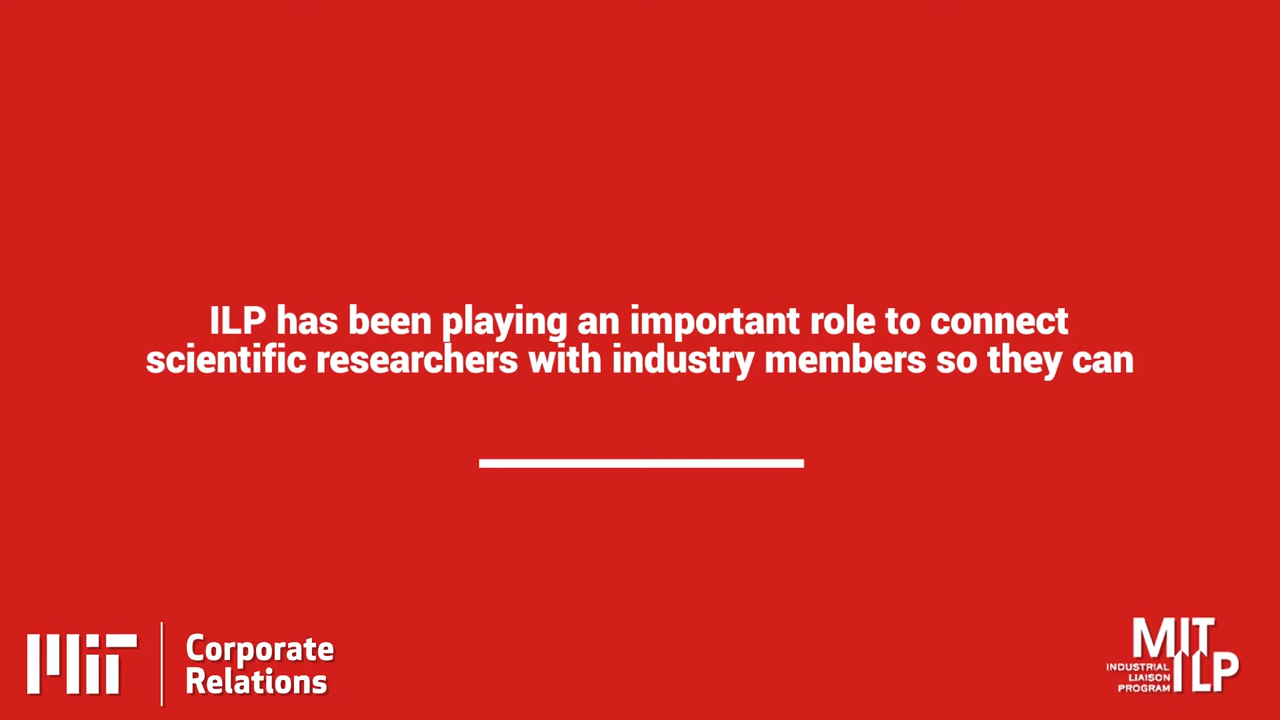 ILP has been playing an important role to connect
scientific researchers with industry members so they can
MIT
Corporate
Relations
MIT
ILP
INDUSTRIAL
LIAISON
PROGRAM